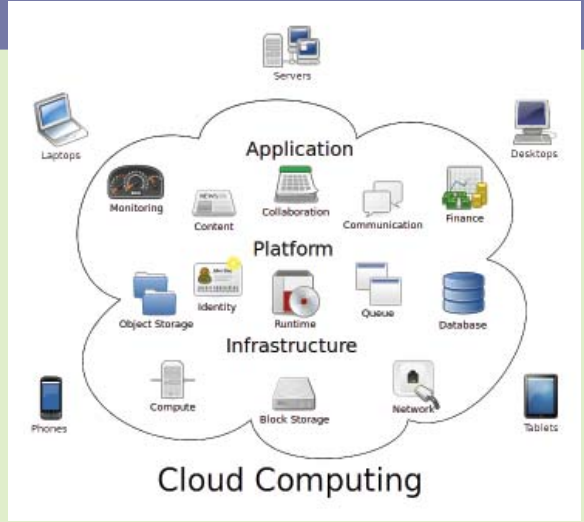 Servers
Laptops
Desktops
Application
Monitoring
NEWS
Content
Collaboration
Communication
Finance
Platform
Object Storage
Identity
Runtime
Queue
Database
Infrastructure
Compute
Block Storage
Network
Phones
Tablets
Cloud Computing